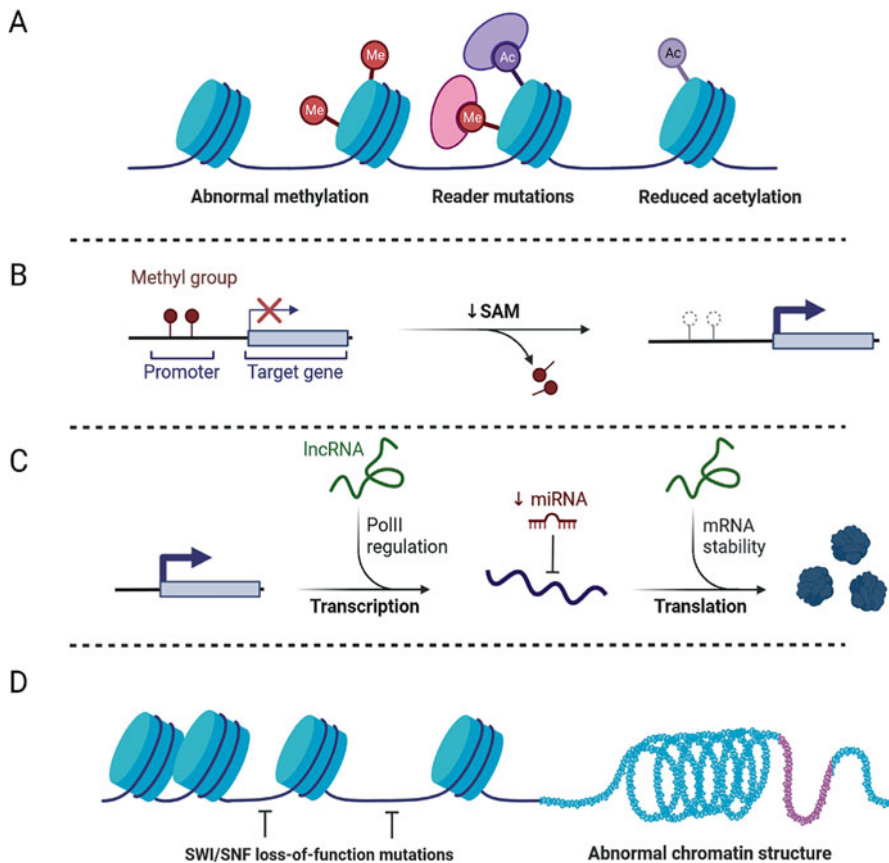 A
Me
Me
Ac
Me
Ac
Abnormal methylation
Reader mutations
Reduced acetylation
B
Methyl group
↓SAM
Promoter
Target gene
C
lncRNA
PolII
regulation
Transcription
↓ miRNA
mRNA
stability
Translation
D
SWI/SNF loss-of-function mutations
Abnormal chromatin structure